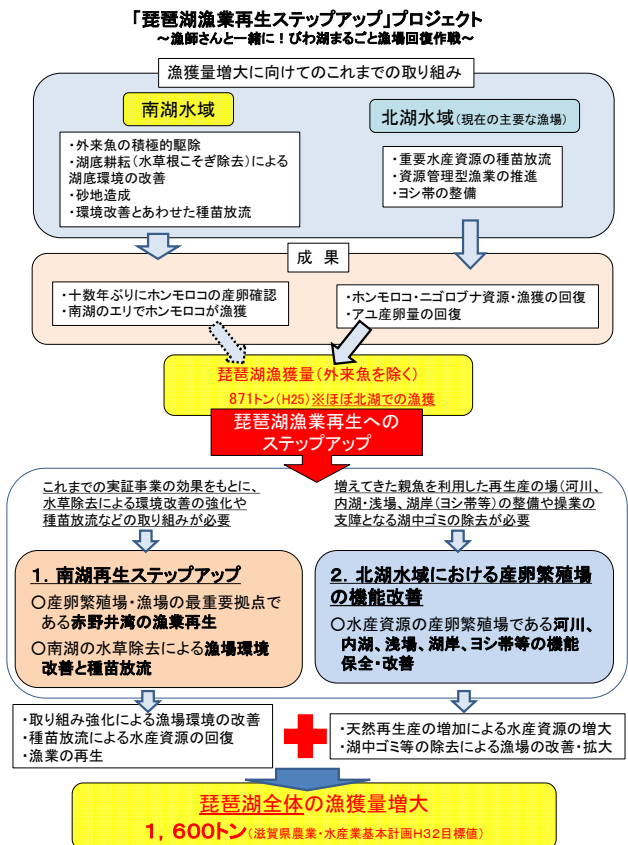 「琵琶湖漁業再生ステップアップ」プロジェクト
～漁師さんと一緒に！びわ湖まるごと漁場回復作戦～
漁獲量増大に向けてのこれまでの取り組み
南湖水域
・外来魚の積極的駆除
・湖底耕耘（水草根こそぎ除去）による
湖底環境の改善
・砂地造成
・環境改善とあわせた種苗放流
北湖水域（現在の主要な漁場）
・重要水産資源の種苗放流
・資源管理型漁業の推進
・ヨシ帯の整備
成 果
・十数年ぶりにホンモロコの産卵確認
・南湖のエリでホンモロコが漁獲
・ホンモロコ・ニゴロブナ資源・漁獲の回復
・アユ産卵量の回復
琵琶湖漁獲量（外来魚を除く）
871トン（H25）※ほぼ北湖での漁獲
琵琶湖漁業再生への
ステップアップ
これまでの実証事業の効果をもとに、
水草除去による環境改善の強化や
種苗放流などの取り組みが必要
増えてきた親魚を利用した再生産の場（河川、
内湖・浅場、湖岸（ヨシ帯等）の整備や操業の
支障となる湖中ゴミの除去が必要
１．南湖再生ステップアップ
○産卵繁殖場・漁場の最重要拠点で
ある赤野井湾の漁業再生
○南湖の水草除去による漁場環境
改善と種苗放流
２．北湖水域における産卵繁殖場
の機能改善
○水産資源の産卵繁殖場である河川、
内湖、浅場、湖岸、ヨシ帯等の機能
保全・改善
・取り組み強化による漁場環境の改善
・種苗放流による水産資源の回復
・漁業の再生
・天然再生産の増加による水産資源の増大
・湖中ゴミ等の除去による漁場の改善・拡大
琵琶湖全体の漁獲量増大
１，６００トン（滋賀県農業・水産業基本計画H32目標値）